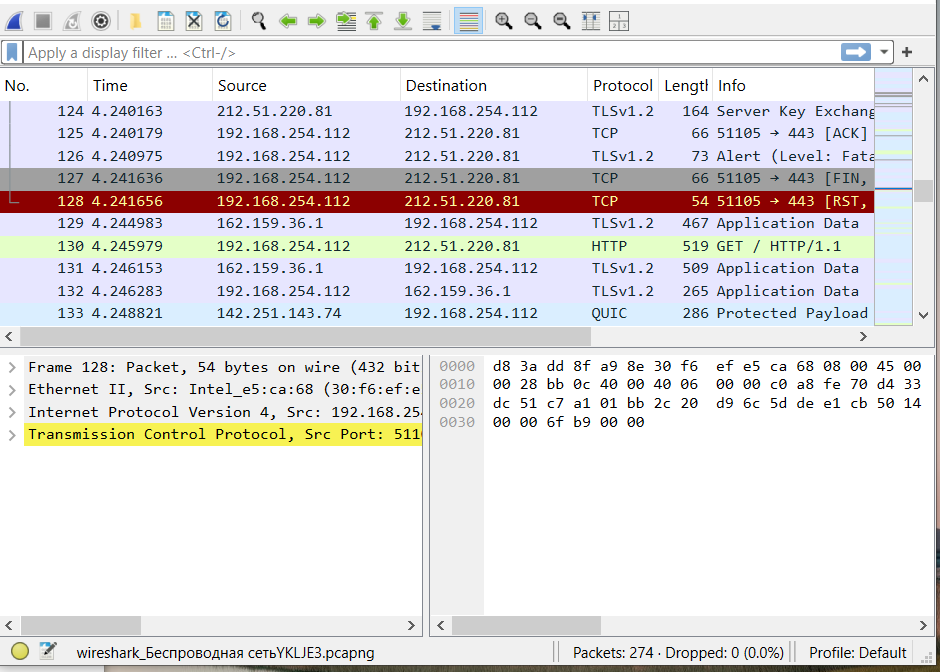 Apply a display filter ... <Ctrl-/>
No. Time Source Destination Protocol Length Info
124 4.240163 212.51.220.81 192.168.254.112 TLSv1.2 164 Server Key Exchang
125 4.240179 192.168.254.112 212.51.220.81 TCP 66 51105 → 443 [ACK]
126 4.240975 192.168.254.112 212.51.220.81 TLSv1.2 73 Alert (Level: Fata
127 4.241636 192.168.254.112 212.51.220.81 TCP 66 51105 → 443 [FIN,
128 4.241656 192.168.254.112 212.51.220.81 TCP 54 51105 → 443 [RST,
129 4.244983 162.159.36.1 192.168.254.112 TLSv1.2 467 Application Data
130 4.245979 192.168.254.112 212.51.220.81 HTTP 519 GET / HTTP/1.1
131 4.246153 162.159.36.1 192.168.254.112 TLSv1.2 509 Application Data
132 4.246283 192.168.254.112 162.159.36.1 TLSv1.2 265 Application Data
133 4.248821 142.251.143.74 192.168.254.112 QUIC 286 Protected Payload
Frame 128: Packet, 54 bytes on wire (432 bit
Ethernet II, Src: Intel_e5:ca:68 (30:f6:ef:e
Internet Protocol Version 4, Src: 192.168.25
Transmission Control Protocol, Src Port: 511
0000 d8 3a dd 8f a9 8e 30 f6 ef e5 ca 68 08 00 45 00
0010 00 28 bb 0c 40 00 40 06 00 00 c0 a8 fe 70 d4 33
0020 dc 51 c7 a1 01 bb 2c 20 d9 6c 5d de e1 cb 50 14
0030 00 00 6f b9 00 00
wireshark_Беспроводная сетьYKLJE3.pcapng Packets: 274 · Dropped: 0 (0.0%) Profile: Default